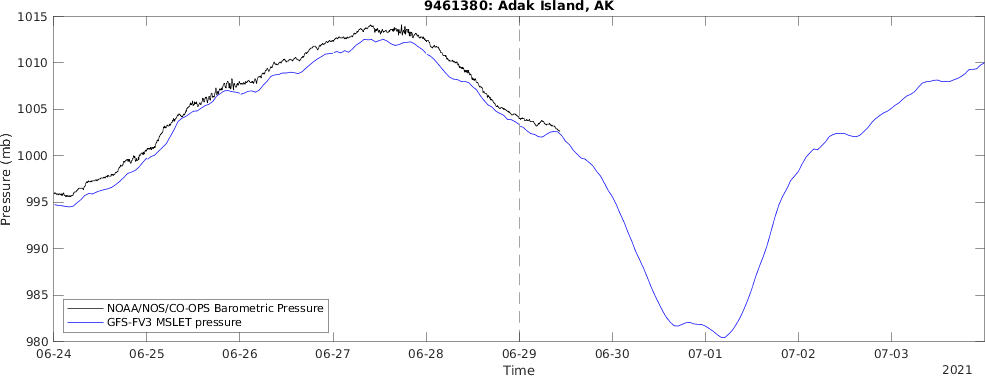 9461380: Adak Island, AK
1015
1010
1005
1000
995
990
985
980
Pressure (mb)
NOAA/NOS/CO-OPS Barometric Pressure
GFS-FV3 MSLET pressure
06-24 06-25 06-26 06-27 06-28 06-29 06-30 07-01 07-02 07-03
Time
2021